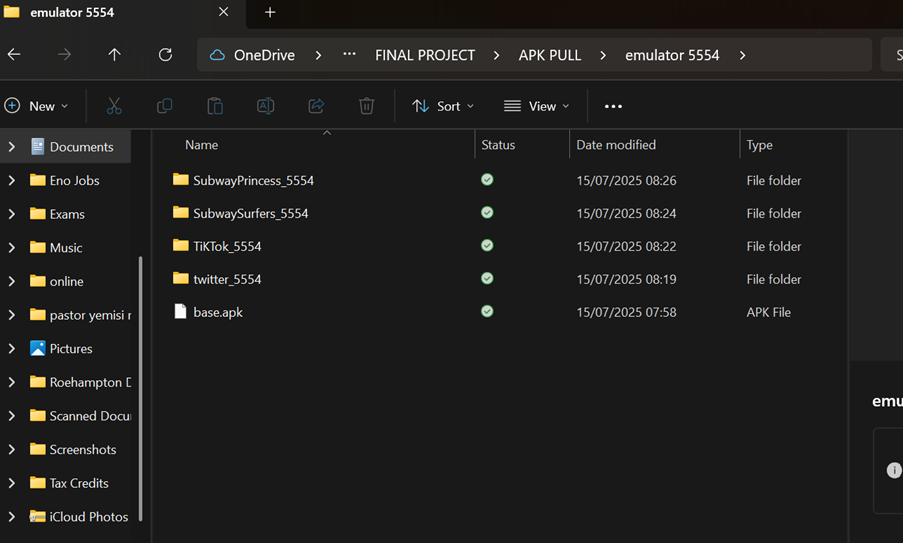 emulator 5554
OneDrive > ... FINAL PROJECT > APK PULL > emulator 5554 >
New Sort View ...
Name Status Date modified Type
Documents
Eno Jobs
Exams
Music
online
pastor yemisi
Pictures
Roehampton D
Scanned Docu
Screenshots
Tax Credits
iCloud Photos
SubwayPrincess_5554 15/07/2025 08:26 File folder
SubwaySurfers_5554 15/07/2025 08:24 File folder
TiKTok_5554 15/07/2025 08:22 File folder
twitter_5554 15/07/2025 08:19 File folder
base.apk 15/07/2025 07:58 APK File
emu